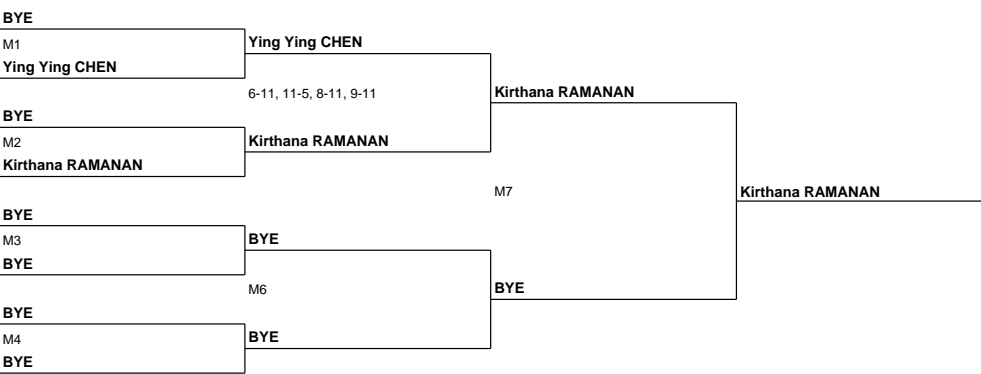 BYE
M1
Ying Ying CHEN
Ying Ying CHEN
6-11, 11-5, 8-11, 9-11
Kirthana RAMANAN
BYE
M2
Kirthana RAMANAN
Kirthana RAMANAN
M7
Kirthana RAMANAN
BYE
M3
BYE
BYE
M6
BYE
BYE
M4
BYE
BYE